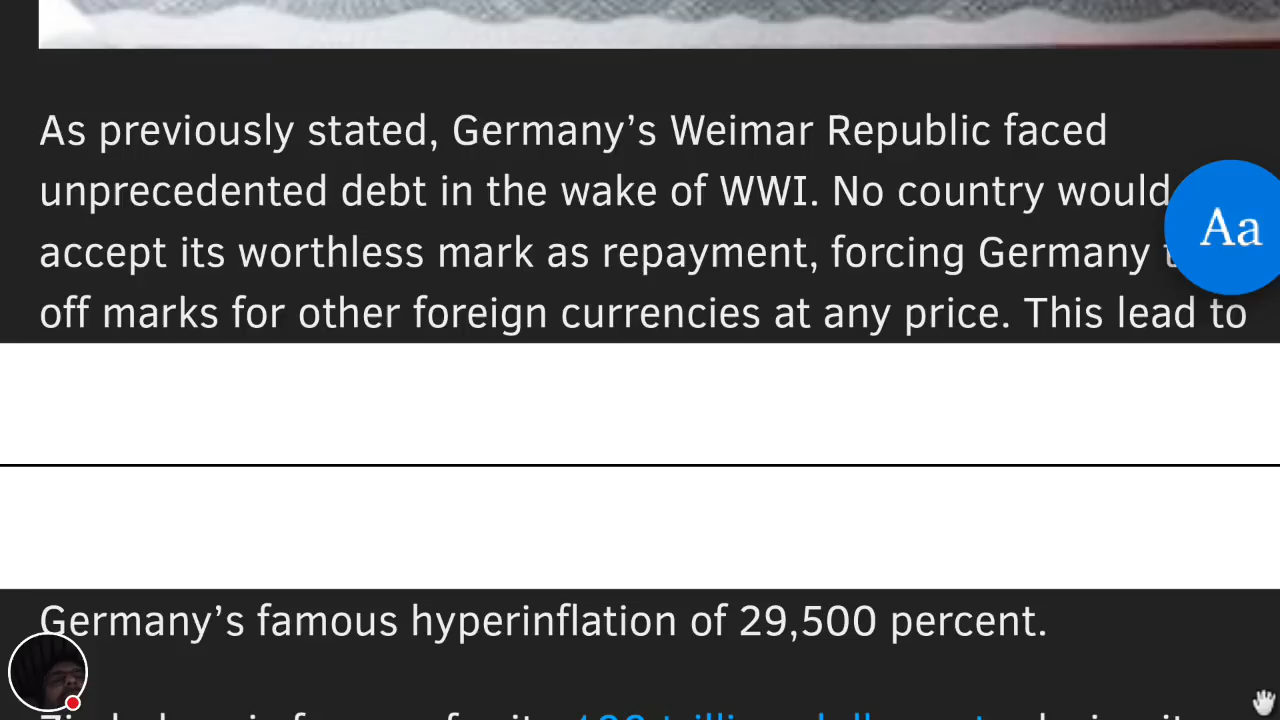 As previously stated, Germany’s Weimar Republic faced
unprecedented debt in the wake of WWI. No country would
accept its worthless mark as repayment, forcing Germany
off marks for other foreign currencies at any price. This lead to
Aa
Germany’s famous hyperinflation of 29,500 percent.